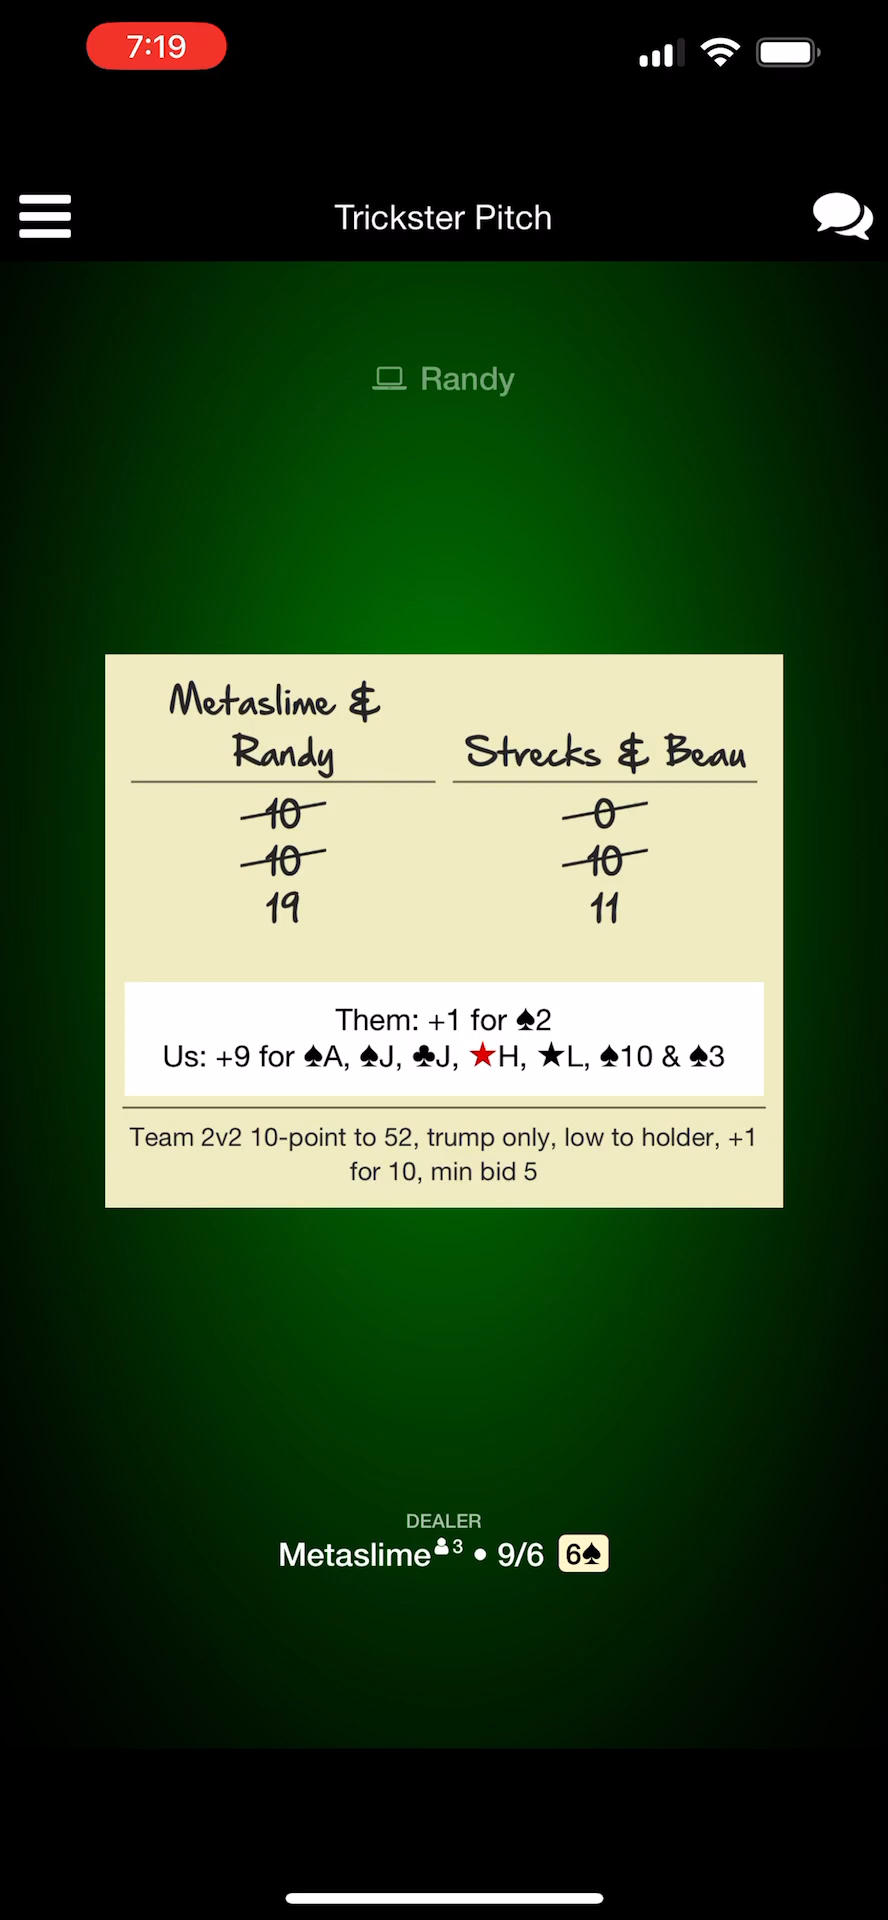 7:19
Trickster Pitch
Randy
Metaslime &
Randy
Strecks & Beau
10
0
10
10
19
11
Them: +1 for ♠2
Us: +9 for ♠A, ♠J, ♣J, ★H, ★L, ♠10 & ♠3
Team 2v2 10-point to 52, trump only, low to holder, +1
for 10, min bid 5
DEALER
Metaslime 3 • 9/6 6♠